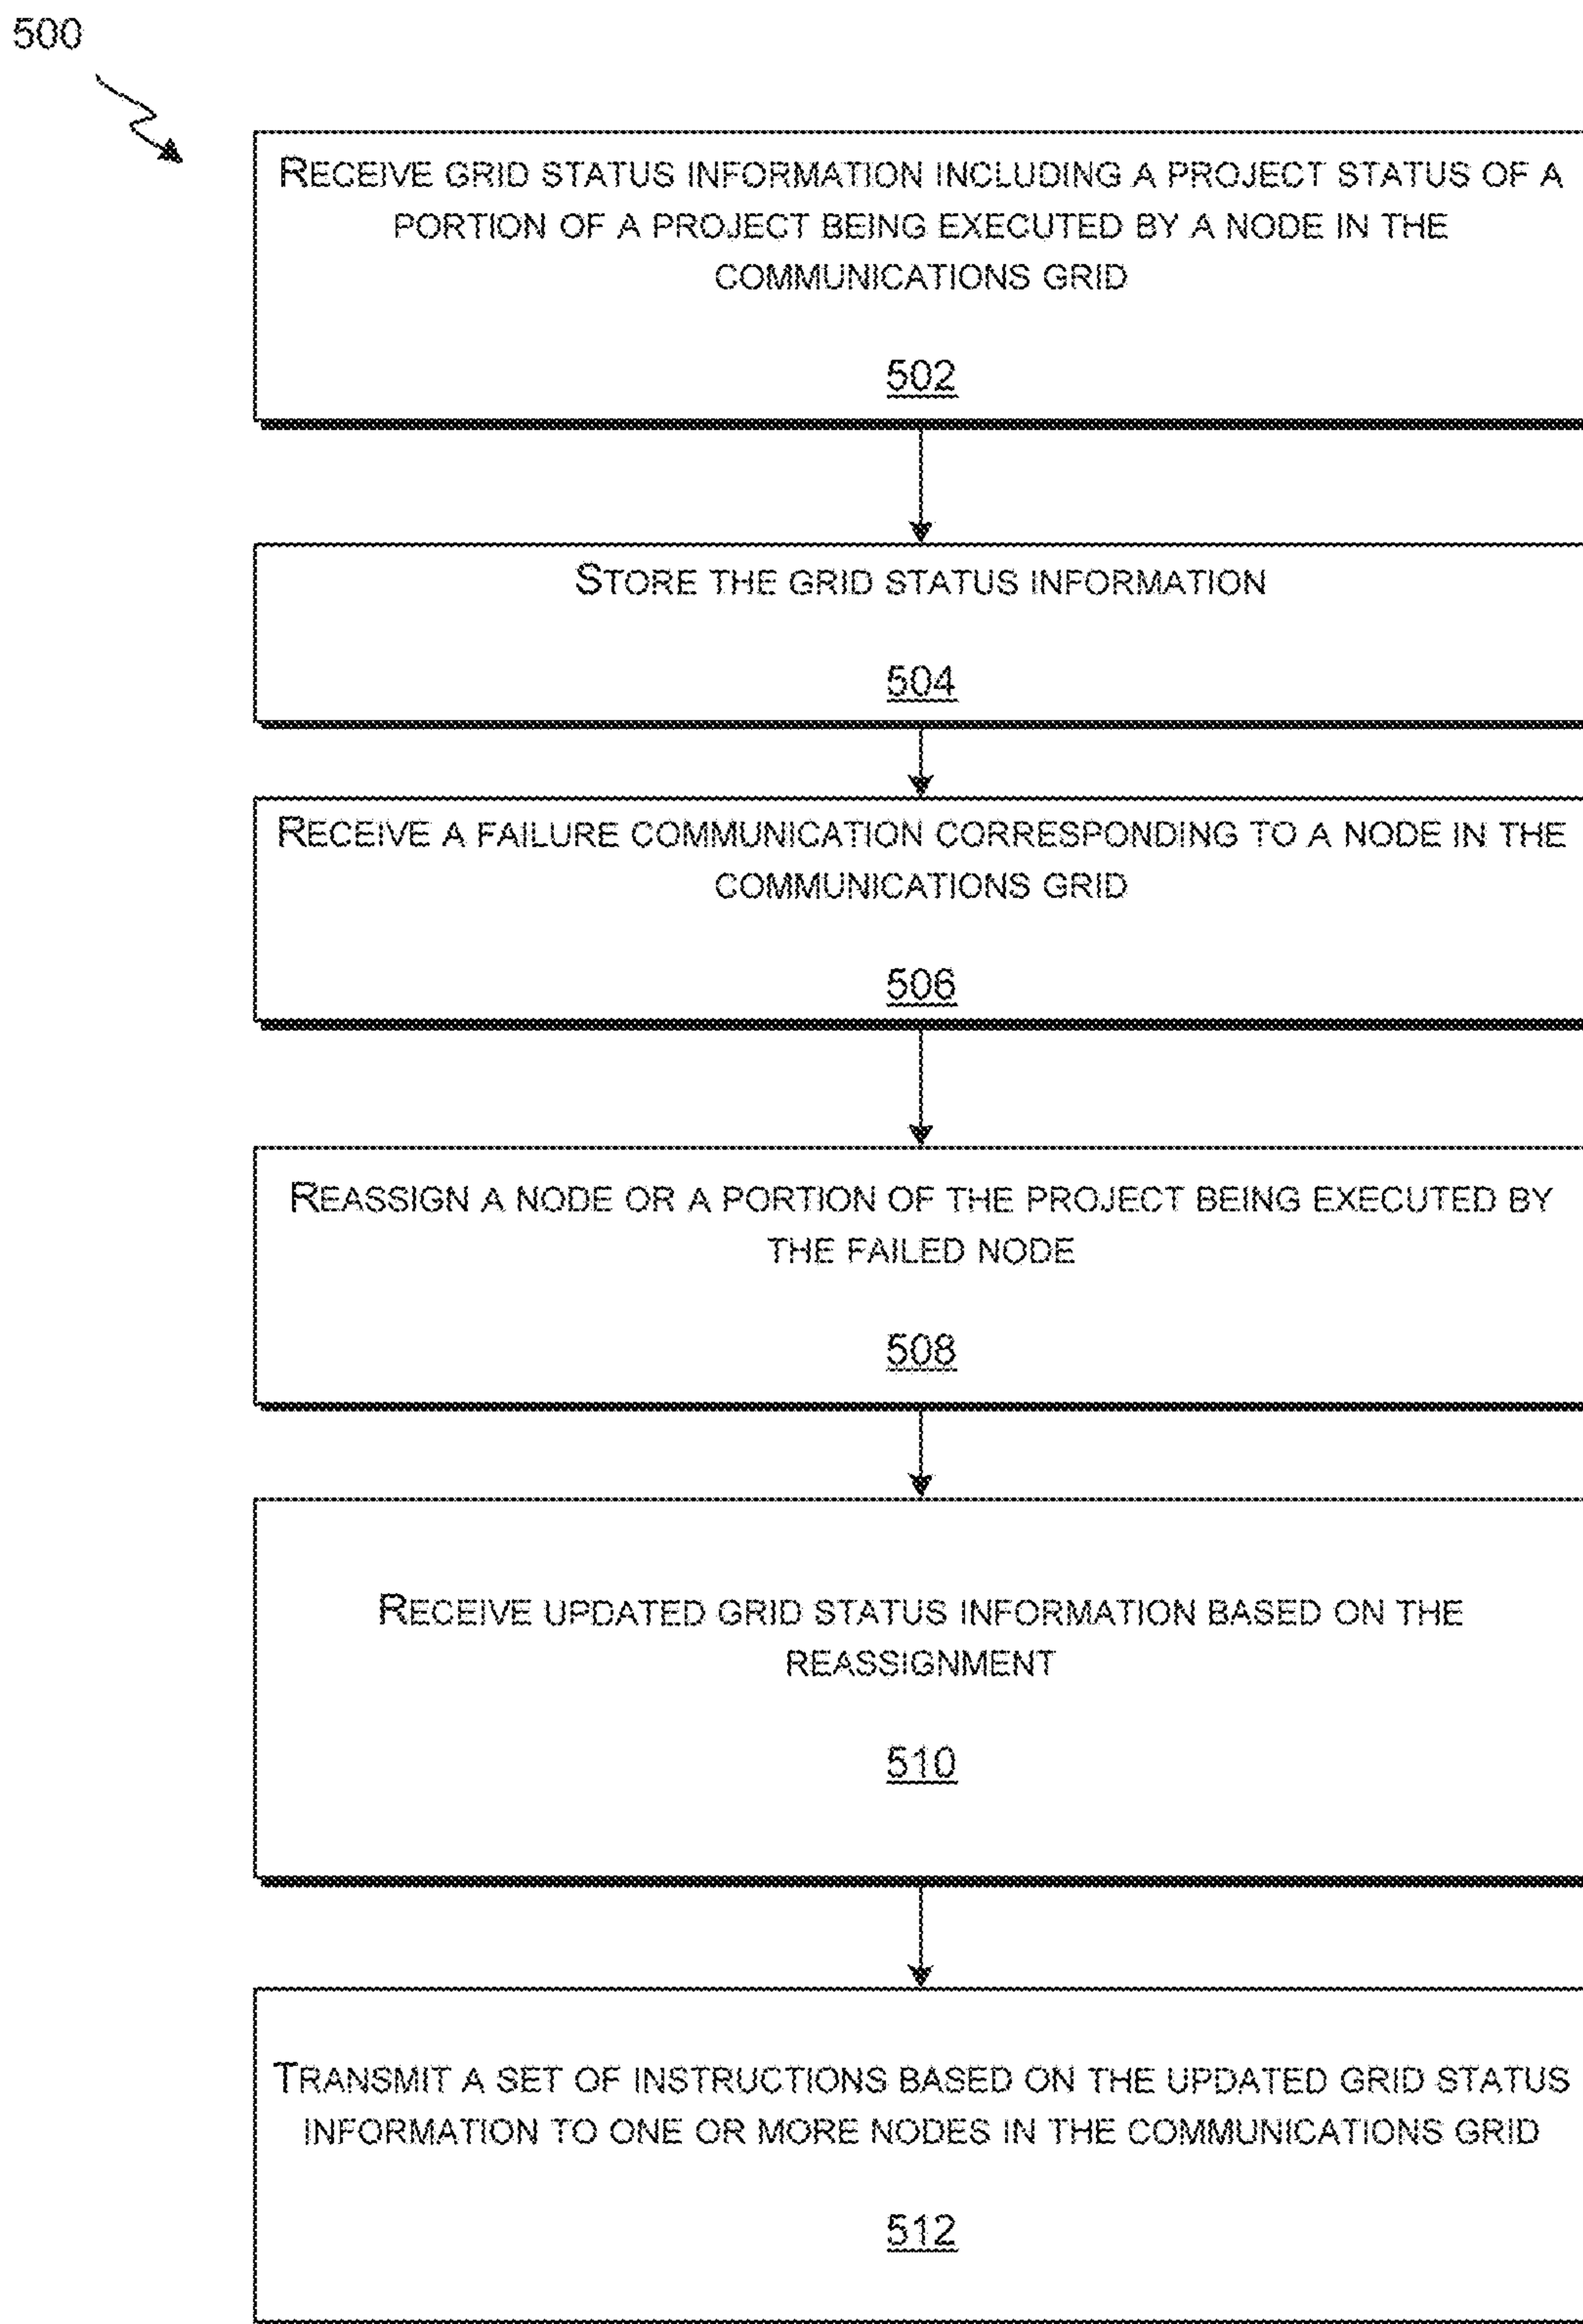 500
RECEIVE GRID STATUS INFORMATION INCLUDING A PROJECT STATUS OF A
PORTION OF A PROJECT BEING EXECUTED BY A NODE IN THE
COMMUNICATIONS GRID
502
STORE THE GRID STATUS INFORMATION
504
RECEIVE A FAILURE COMMUNICATION CORRESPONDING TO A NODE IN THE
COMMUNICATIONS GRID
506
REASSIGN A NODE OR A PORTION OF THE PROJECT BEING EXECUTED BY
THE FAILED NODE
508
RECEIVE UPDATED GRID STATUS INFORMATION BASED ON THE
REASSIGNMENT
510
TRANSMIT A SET OF INSTRUCTIONS BASED ON THE UPDATED GRID STATUS
INFORMATION TO ONE OR MORE NODES IN THE COMMUNICATIONS GRID
512